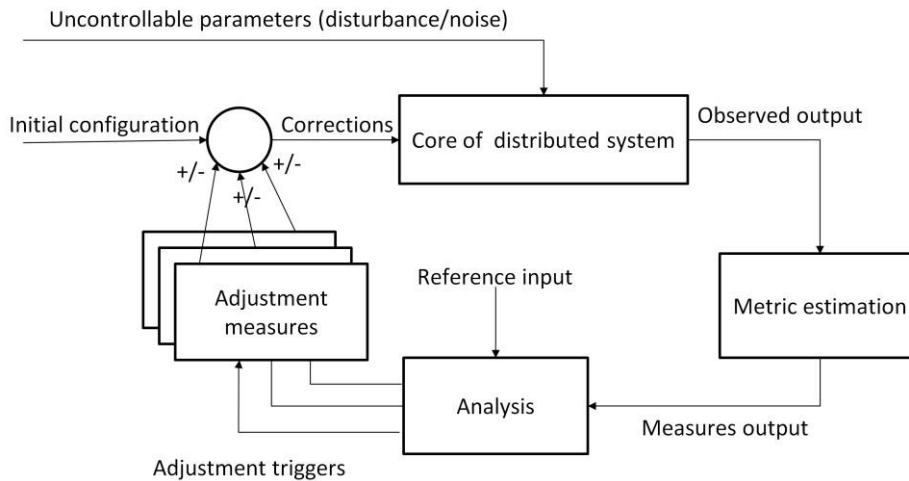 Uncontrollable parameters (disturbance/noise)
Initial configuration
Corrections
Core of distributed system
Observed output
+/-
+/-
+/-
Reference input
Adjustment
measures
Metric estimation
Analysis
Measures output
Adjustment triggers